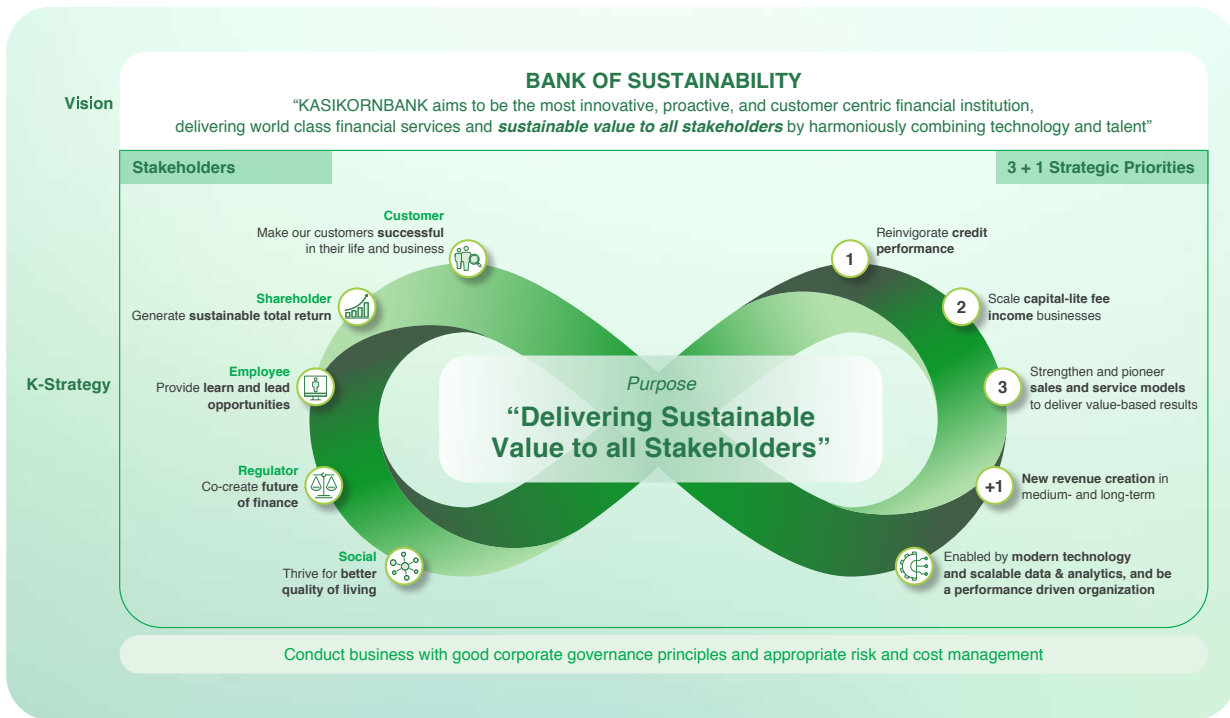 Vision
BANK OF SUSTAINABILITY
“KASIKORNBANK aims to be the most innovative, proactive, and customer centric financial institution,
delivering world class financial services and sustainable value to all stakeholders by harmoniously combining technology and talent”
K-Strategy
Stakeholders
Customer
Make our customers successful
in their life and business
Shareholder
Generate sustainable total return
Employee
Provide learn and lead
opportunities
Regulator
Co-create future
of finance
Social
Thrive for better
quality of living
Purpose
“Delivering Sustainable
Value to all Stakeholders”
3 + 1 Strategic Priorities
1
Reinvigorate credit
performance
2
Scale capital-lite fee
income businesses
3
Strengthen and pioneer
sales and service models
to deliver value-based results
+1
New revenue creation in
medium- and long-term
Enabled by modern technology
and scalable data & analytics, and be
a performance driven organization
Conduct business with good corporate governance principles and appropriate risk and cost management